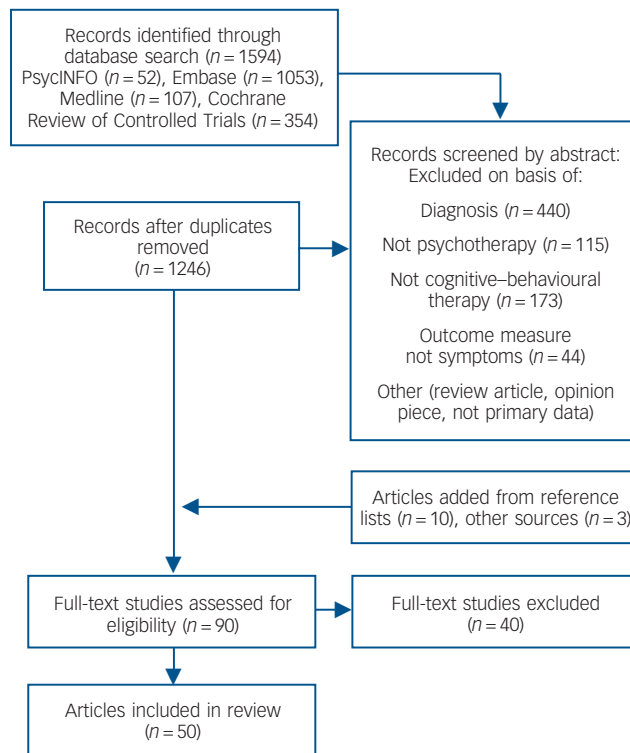 Records identified through
database search (n = 1594)
PsycINFO (n = 52), Embase (n = 1053),
Medline (n = 107), Cochrane
Review of Controlled Trials (n = 354)
Records screened by abstract:
Excluded on basis of:
Diagnosis (n = 440)
Not psychotherapy (n = 115)
Not cognitive–behavioural
therapy (n = 173)
Outcome measure
not symptoms (n = 44)
Other (review article, opinion
piece, not primary data)
Records after duplicates
removed
(n = 1246)
Articles added from reference
lists (n = 10), other sources (n = 3)
Full-text studies assessed for
eligibility (n = 90)
Full-text studies excluded
(n = 40)
Articles included in review
(n = 50)